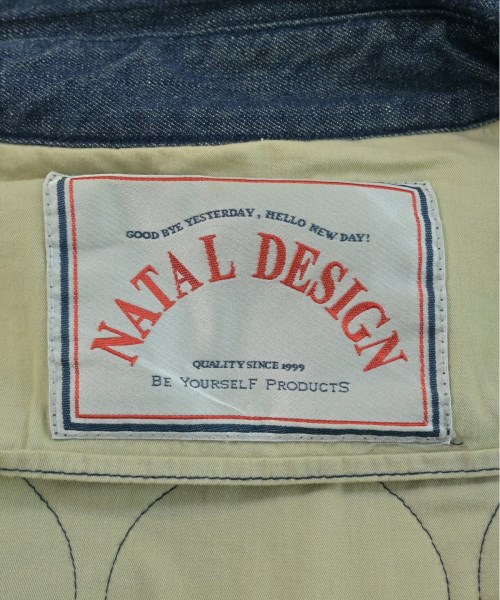 GOOD BYE YESTERDAY, HELLO NEW DAY!
NATAL DESIGN
QUALITY SINCE 1999
BE YOURSELF PRODUCTS